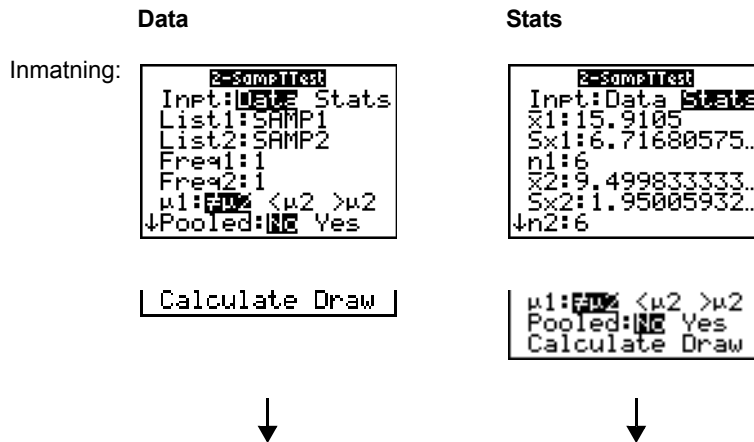 Data
Stats
Inmatning:
2-SampTTest
Inpt:Data Stats
List1:SAMP1
List2:SAMP2
Freq1:1
Freq2:1
μ1:≠μ2 <μ2 >μ2
↓Pooled:No Yes
Calculate Draw
2-SampTTest
Inpt:Data Stats
x̄1:15.9105
Sx1:6.71680575…
n1:6
x̄2:9.499833333…
Sx2:1.95005932…
↓n2:6
μ1:≠μ2 <μ2 >μ2
Pooled:No Yes
Calculate Draw